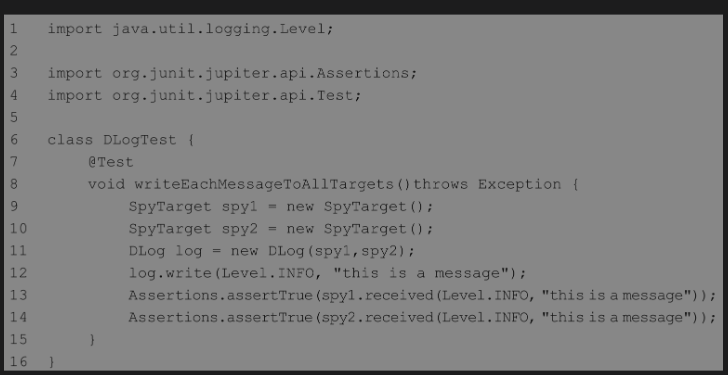 1 import java.util.logging.Level;
2
3 import org.junit.jupiter.api.Assertions;
4 import org.junit.jupiter.api.Test;
5
6 class DLogTest {
7 @Test
8 void writeEachMessageToAllTargets()throws Exception {
9 SpyTarget spy1 = new SpyTarget();
10 SpyTarget spy2 = new SpyTarget();
11 DLog log = new DLog(spy1,spy2);
12 log.write(Level.INFO, "this is a message");
13 Assertions.assertTrue(spy1.received(Level.INFO, "this is a message"));
14 Assertions.assertTrue(spy2.received(Level.INFO, "this is a message"));
15 }
16 }